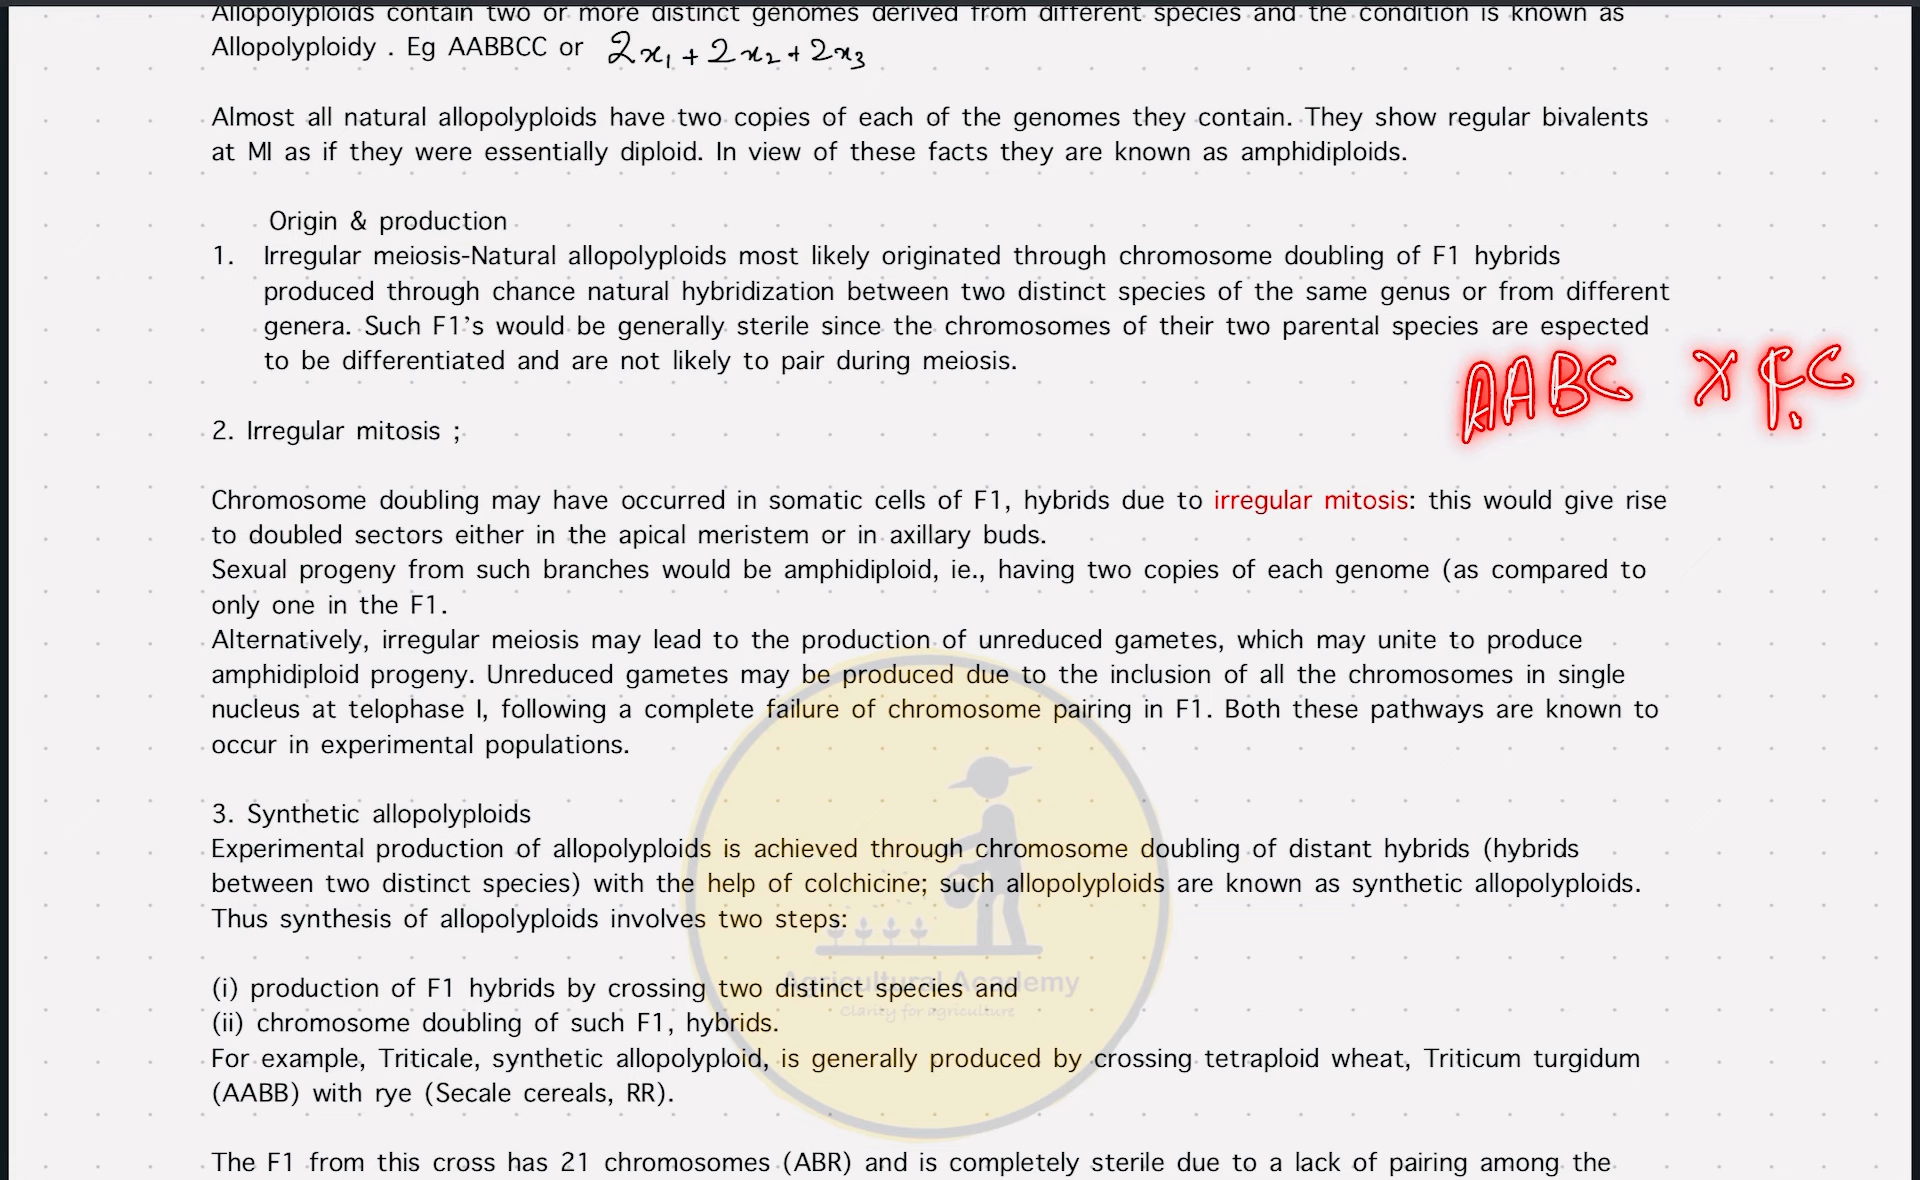 Allopolyploids contain two or more distinct genomes derived from different species and the condition is known as
Allopolyploidy . Eg AABBCC or 2x₁ + 2x₂ + 2x₃
Almost all natural allopolyploids have two copies of each of the genomes they contain. They show regular bivalents
at MI as if they were essentially diploid. In view of these facts they are known as amphidiploids.
Origin & production
1. Irregular meiosis-Natural allopolyploids most likely originated through chromosome doubling of F1 hybrids
produced through chance natural hybridization between two distinct species of the same genus or from different
genera. Such F1's would be generally sterile since the chromosomes of their two parental species are espected
to be differentiated and are not likely to pair during meiosis.
AABC X
2. Irregular mitosis ;
Chromosome doubling may have occurred in somatic cells of F1, hybrids due to irregular mitosis: this would give rise
to doubled sectors either in the apical meristem or in axillary buds.
Sexual progeny from such branches would be amphidiploid, ie., having two copies of each genome (as compared to
only one in the F1.
Alternatively, irregular meiosis may lead to the production of unreduced gametes, which may unite to produce
amphidiploid progeny. Unreduced gametes may be produced due to the inclusion of all the chromosomes in single
nucleus at telophase I, following a complete failure of chromosome pairing in F1. Both these pathways are known to
occur in experimental populations.
3. Synthetic allopolyploids
Experimental production of allopolyploids is achieved through chromosome doubling of distant hybrids (hybrids
between two distinct species) with the help of colchicine; such allopolyploids are known as synthetic allopolyploids.
Thus synthesis of allopolyploids involves two steps:
(i) production of F1 hybrids by crossing two distinct species and
Agricultural Academy
(ii) chromosome doubling of such F1, hybrids.
Clarity for agriculture
For example, Triticale, synthetic allopolyploid, is generally produced by crossing tetraploid wheat, Triticum turgidum
(AABB) with rye (Secale cereals, RR).
The F1 from this cross has 21 chromosomes (ABR) and is completely sterile due to a lack of pairing among the